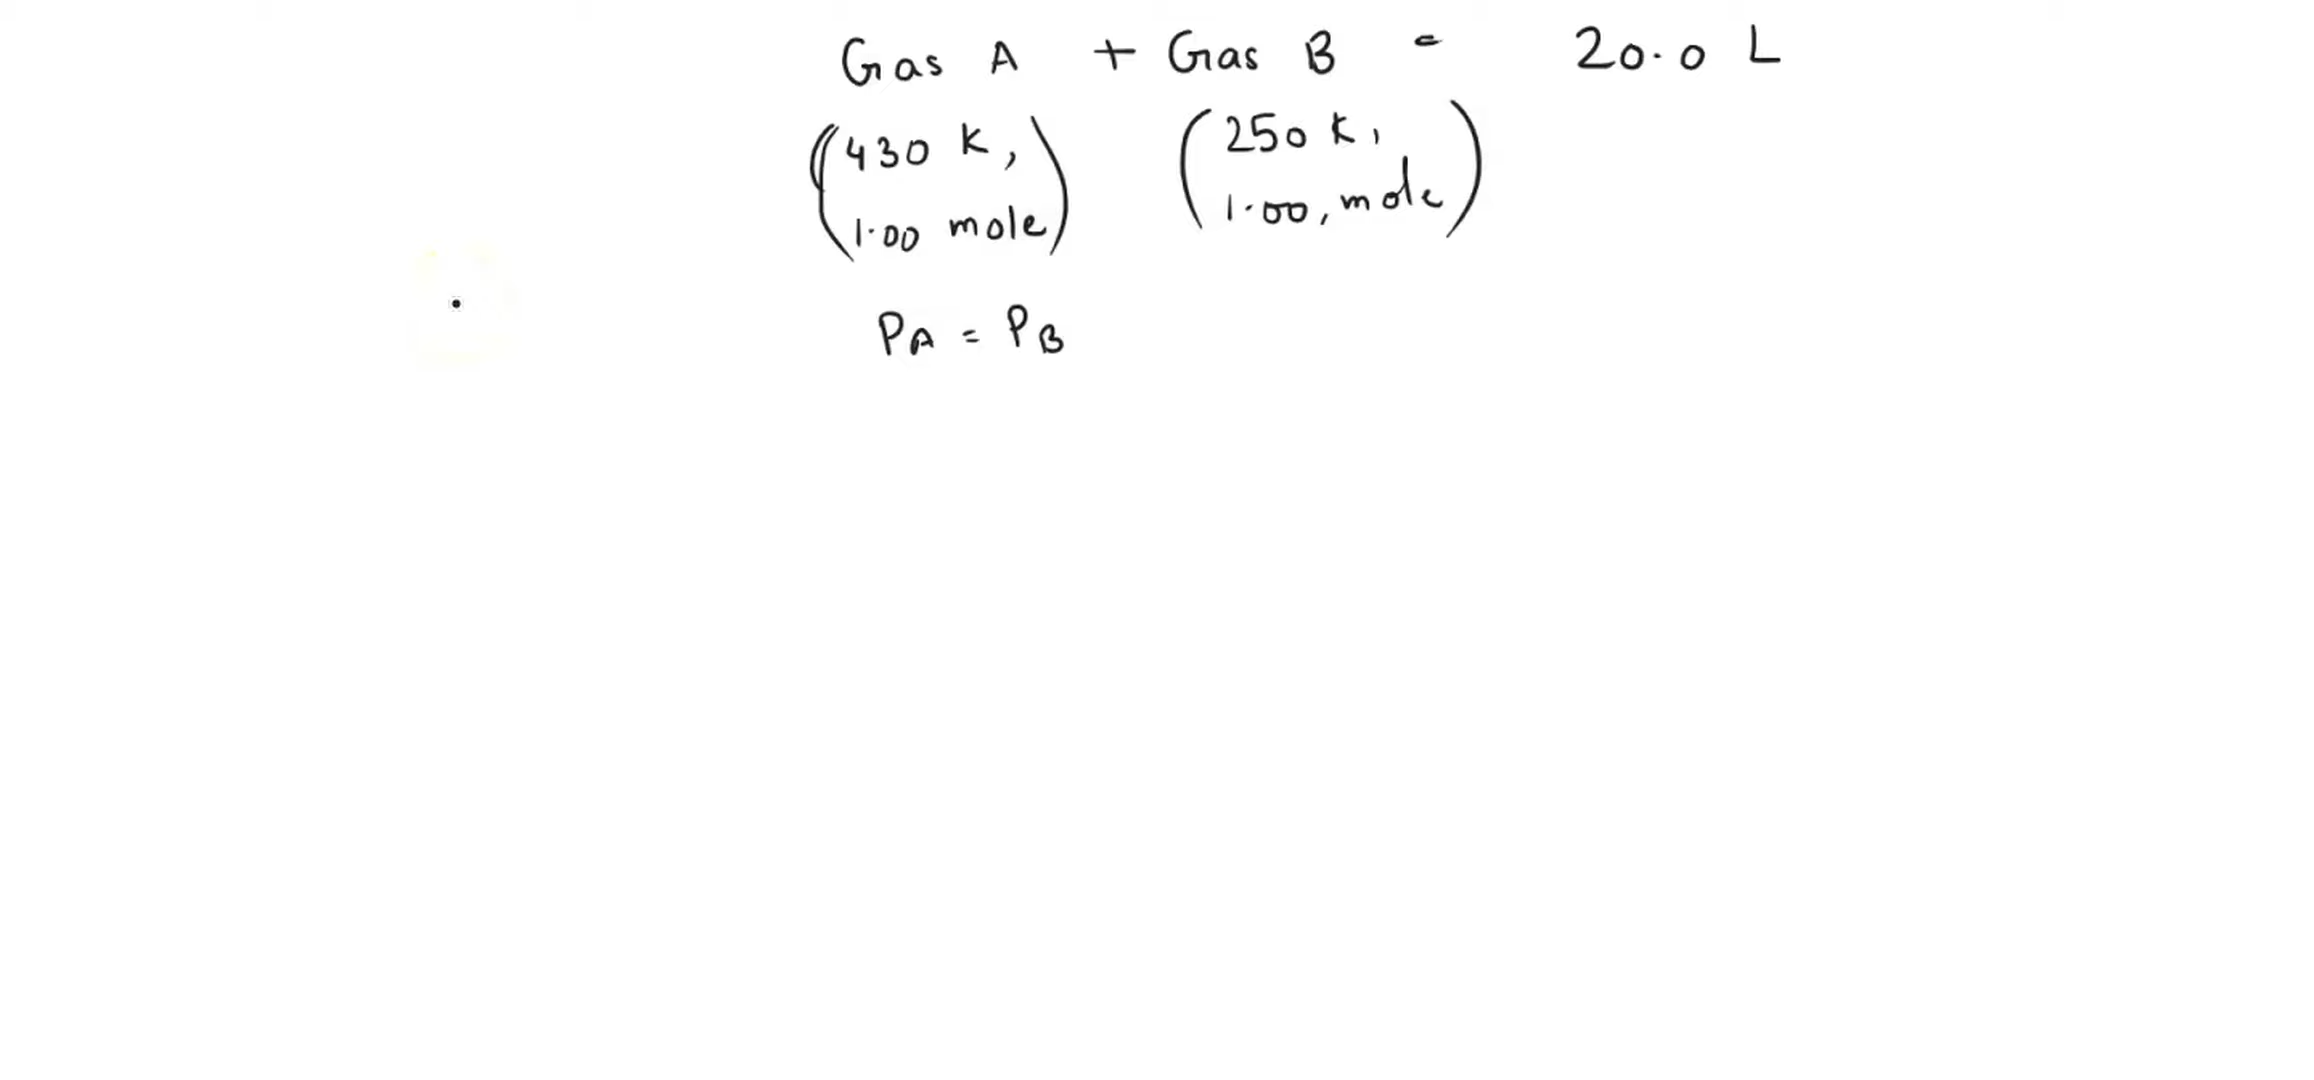 Gas A + Gas B = 20.0 L
(430 K, 1.00 mole) (250 K, 1.00, mole)
PA = PB